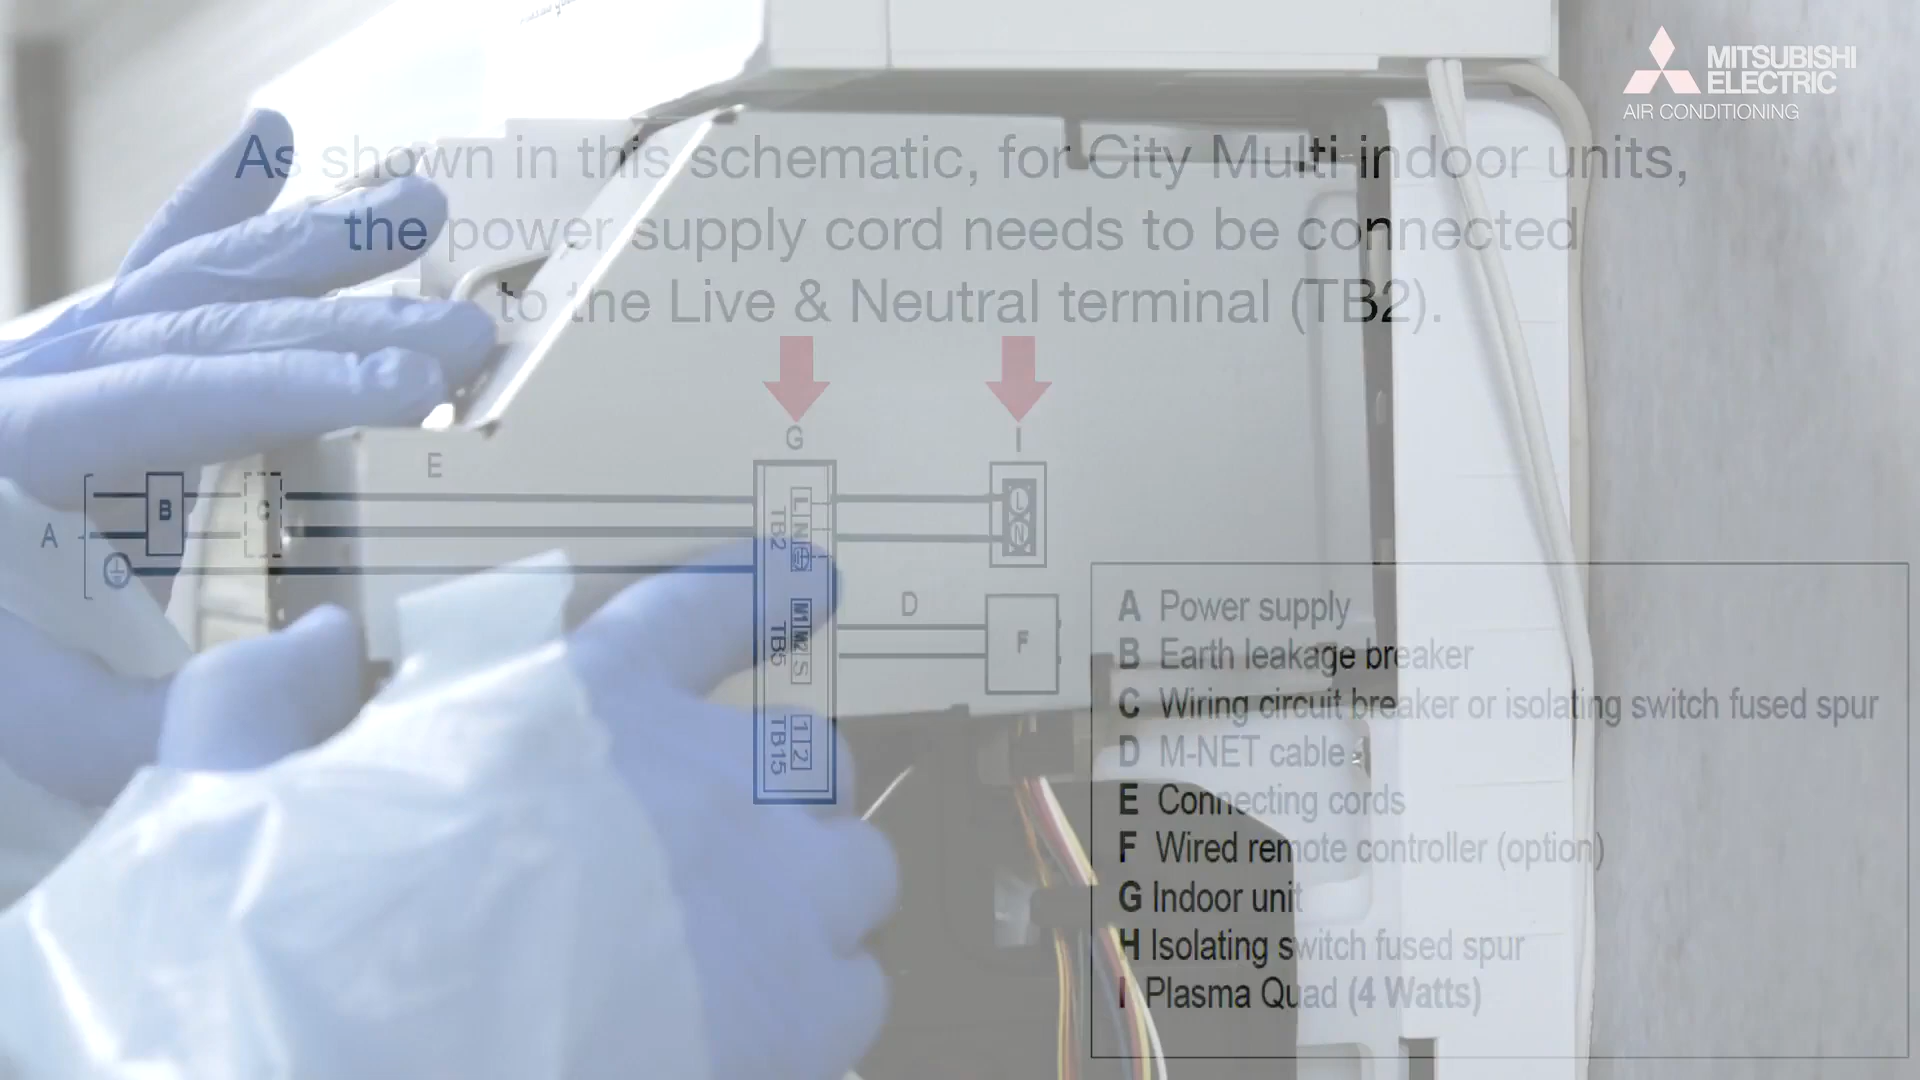 MITSUBISHI
ELECTRIC
AIR CONDITIONING
As shown in this schematic, for City Multi indoor units,
the power supply cord needs to be connected
to the Live & Neutral terminal (TB2).
G
I
E
A
B
C
L N
TB2
L
N
D
F
M1 M2 S
TB5
1 2
TB15
A Power supply
B Earth leakage breaker
C Wiring circuit breaker or isolating switch fused spur
D M-NET cable
E Connecting cords
F Wired remote controller (option)
G Indoor unit
H Isolating switch fused spur
I Plasma Quad (4 Watts)